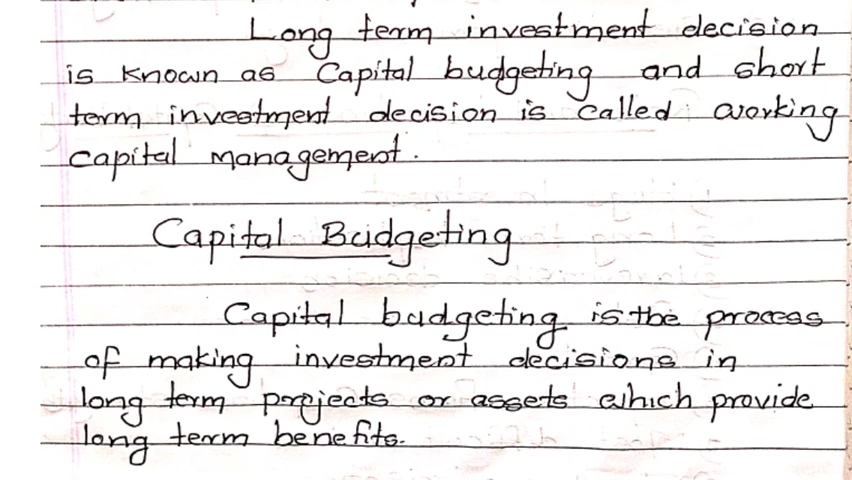 Long term investment decision
is known as Capital budgeting and short
term investment decision is called working
capital management.
Capital Budgeting
Capital budgeting is the process
of making investment decisions in
long term projects or assets which provide
long term benefits.